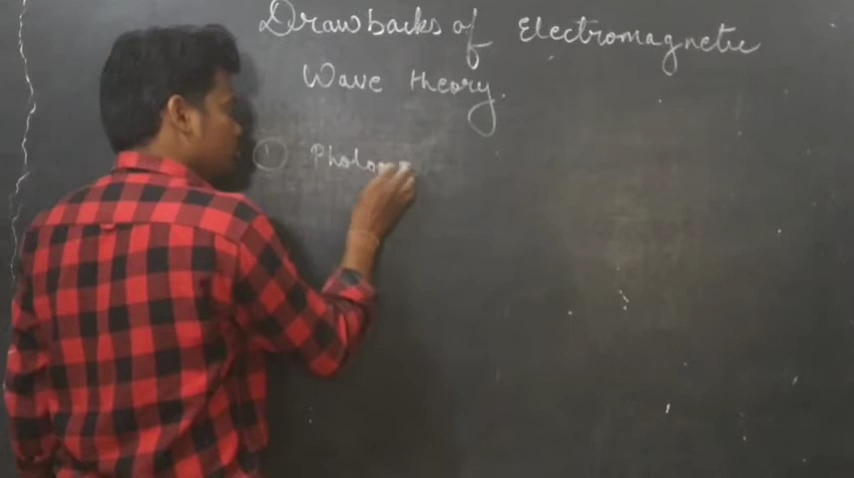 Drawbacks of Electromagnetic
Wave theory.
①